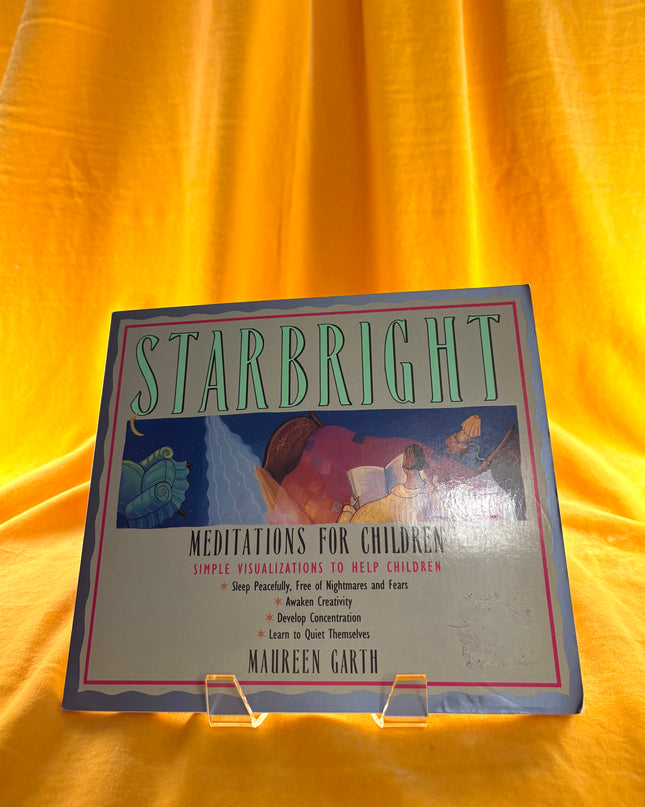 STARBRIGHT
MEDITATIONS FOR CHILDREN
SIMPLE VISUALIZATIONS TO HELP CHILDREN
✶ Sleep Peacefully, Free of Nightmares and Fears
✶ Awaken Creativity
✶ Develop Concentration
✶ Learn to Quiet Themselves
MAUREEN GARTH